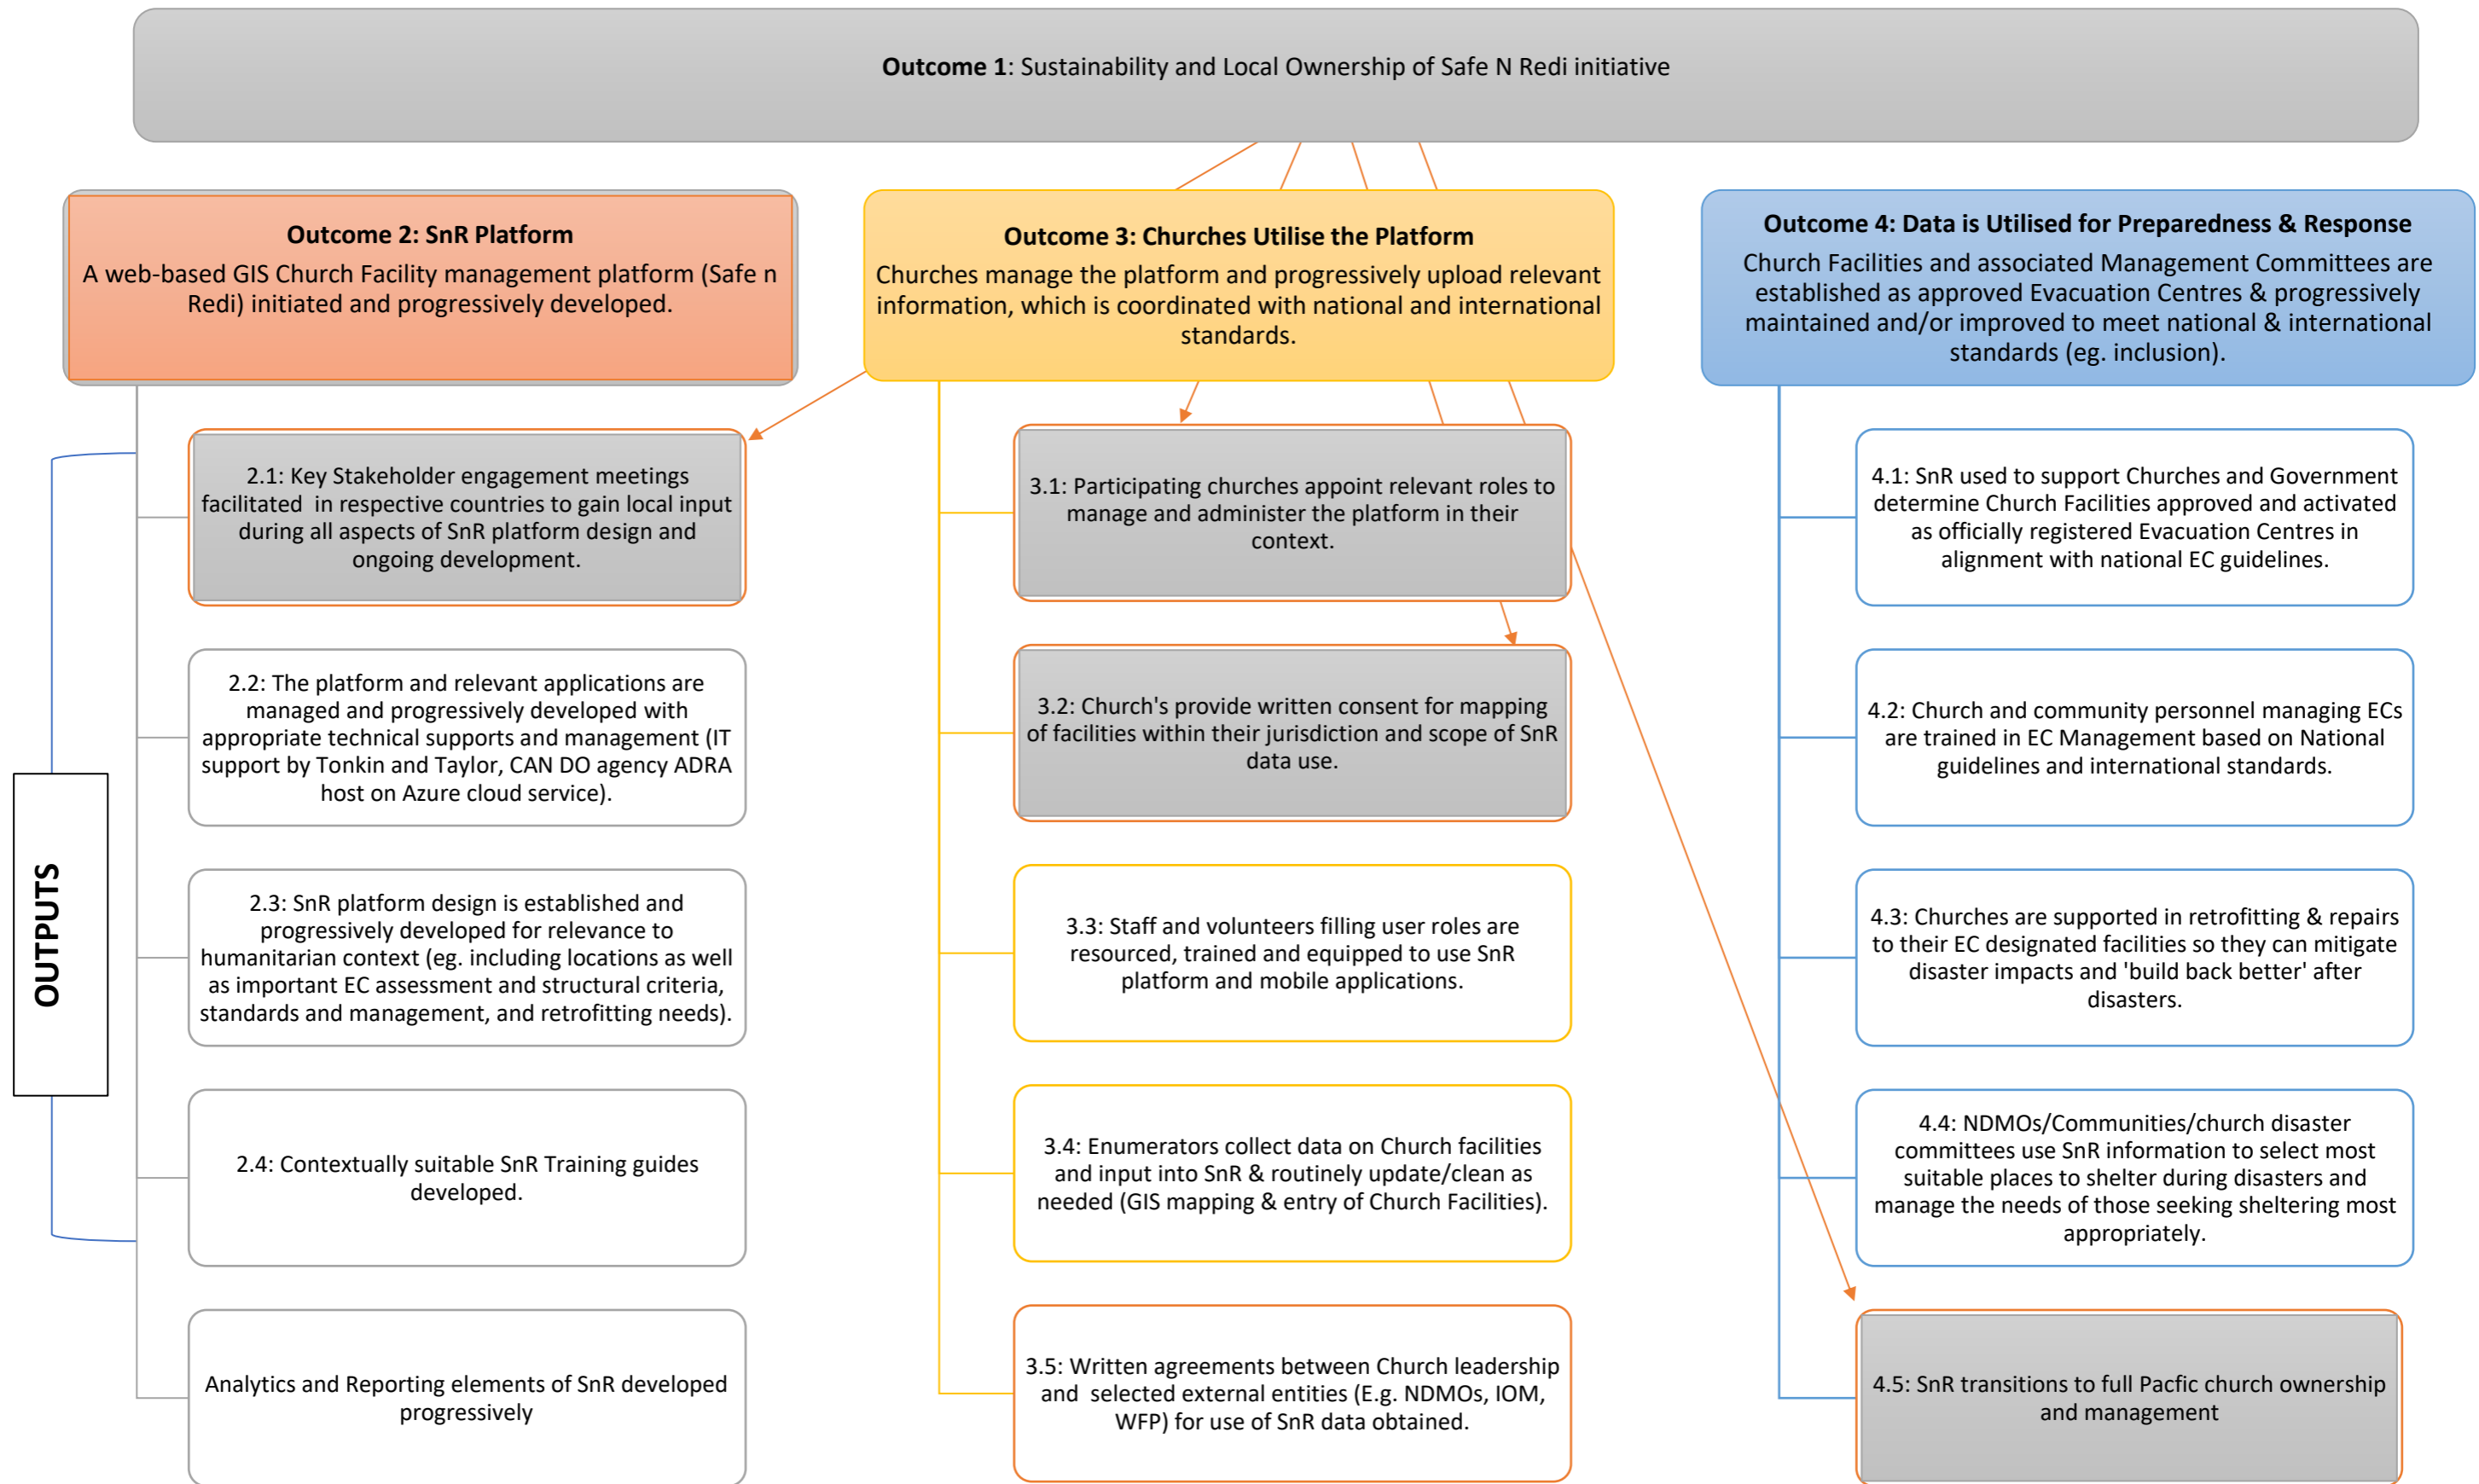 Outcome 1: Sustainability and Local Ownership of Safe N Redi initiative
Outcome 2: SnR Platform
A web-based GIS Church Facility management platform (Safe n
Redi) initiated and progressively developed.
Outcome 3: Churches Utilise the Platform
Churches manage the platform and progressively upload relevant
information, which is coordinated with national and international
standards.
Outcome 4: Data is Utilised for Preparedness & Response
Church Facilities and associated Management Committees are
established as approved Evacuation Centres & progressively
maintained and/or improved to meet national & international
standards (eg. inclusion).
OUTPUTS
2.1: Key Stakeholder engagement meetings
facilitated  in respective countries to gain local input
during all aspects of SnR platform design and
ongoing development.
2.2: The platform and relevant applications are
managed and progressively developed with
appropriate technical supports and management (IT
support by Tonkin and Taylor, CAN DO agency ADRA
host on Azure cloud service).
2.3: SnR platform design is established and
progressively developed for relevance to
humanitarian context (eg. including locations as well
as important EC assessment and structural criteria,
standards and management, and retrofitting needs).
2.4: Contextually suitable SnR Training guides
developed.
Analytics and Reporting elements of SnR developed
progressively
3.1: Participating churches appoint relevant roles to
manage and administer the platform in their
context.
3.2: Church's provide written consent for mapping
of facilities within their jurisdiction and scope of SnR
data use.
3.3: Staff and volunteers filling user roles are
resourced, trained and equipped to use SnR
platform and mobile applications.
3.4: Enumerators collect data on Church facilities
and input into SnR & routinely update/clean as
needed (GIS mapping & entry of Church Facilities).
3.5: Written agreements between Church leadership
and  selected external entities (E.g. NDMOs, IOM,
WFP) for use of SnR data obtained.
4.1: SnR used to support Churches and Government
determine Church Facilities approved and activated
as officially registered Evacuation Centres in
alignment with national EC guidelines.
4.2: Church and community personnel managing ECs
are trained in EC Management based on National
guidelines and international standards.
4.3: Churches are supported in retrofitting & repairs
to their EC designated facilities so they can mitigate
disaster impacts and 'build back better' after
disasters.
4.4: NDMOs/Communities/church disaster
committees use SnR information to select most
suitable places to shelter during disasters and
manage the needs of those seeking sheltering most
appropriately.
4.5: SnR transitions to full Pacfic church ownership
and management